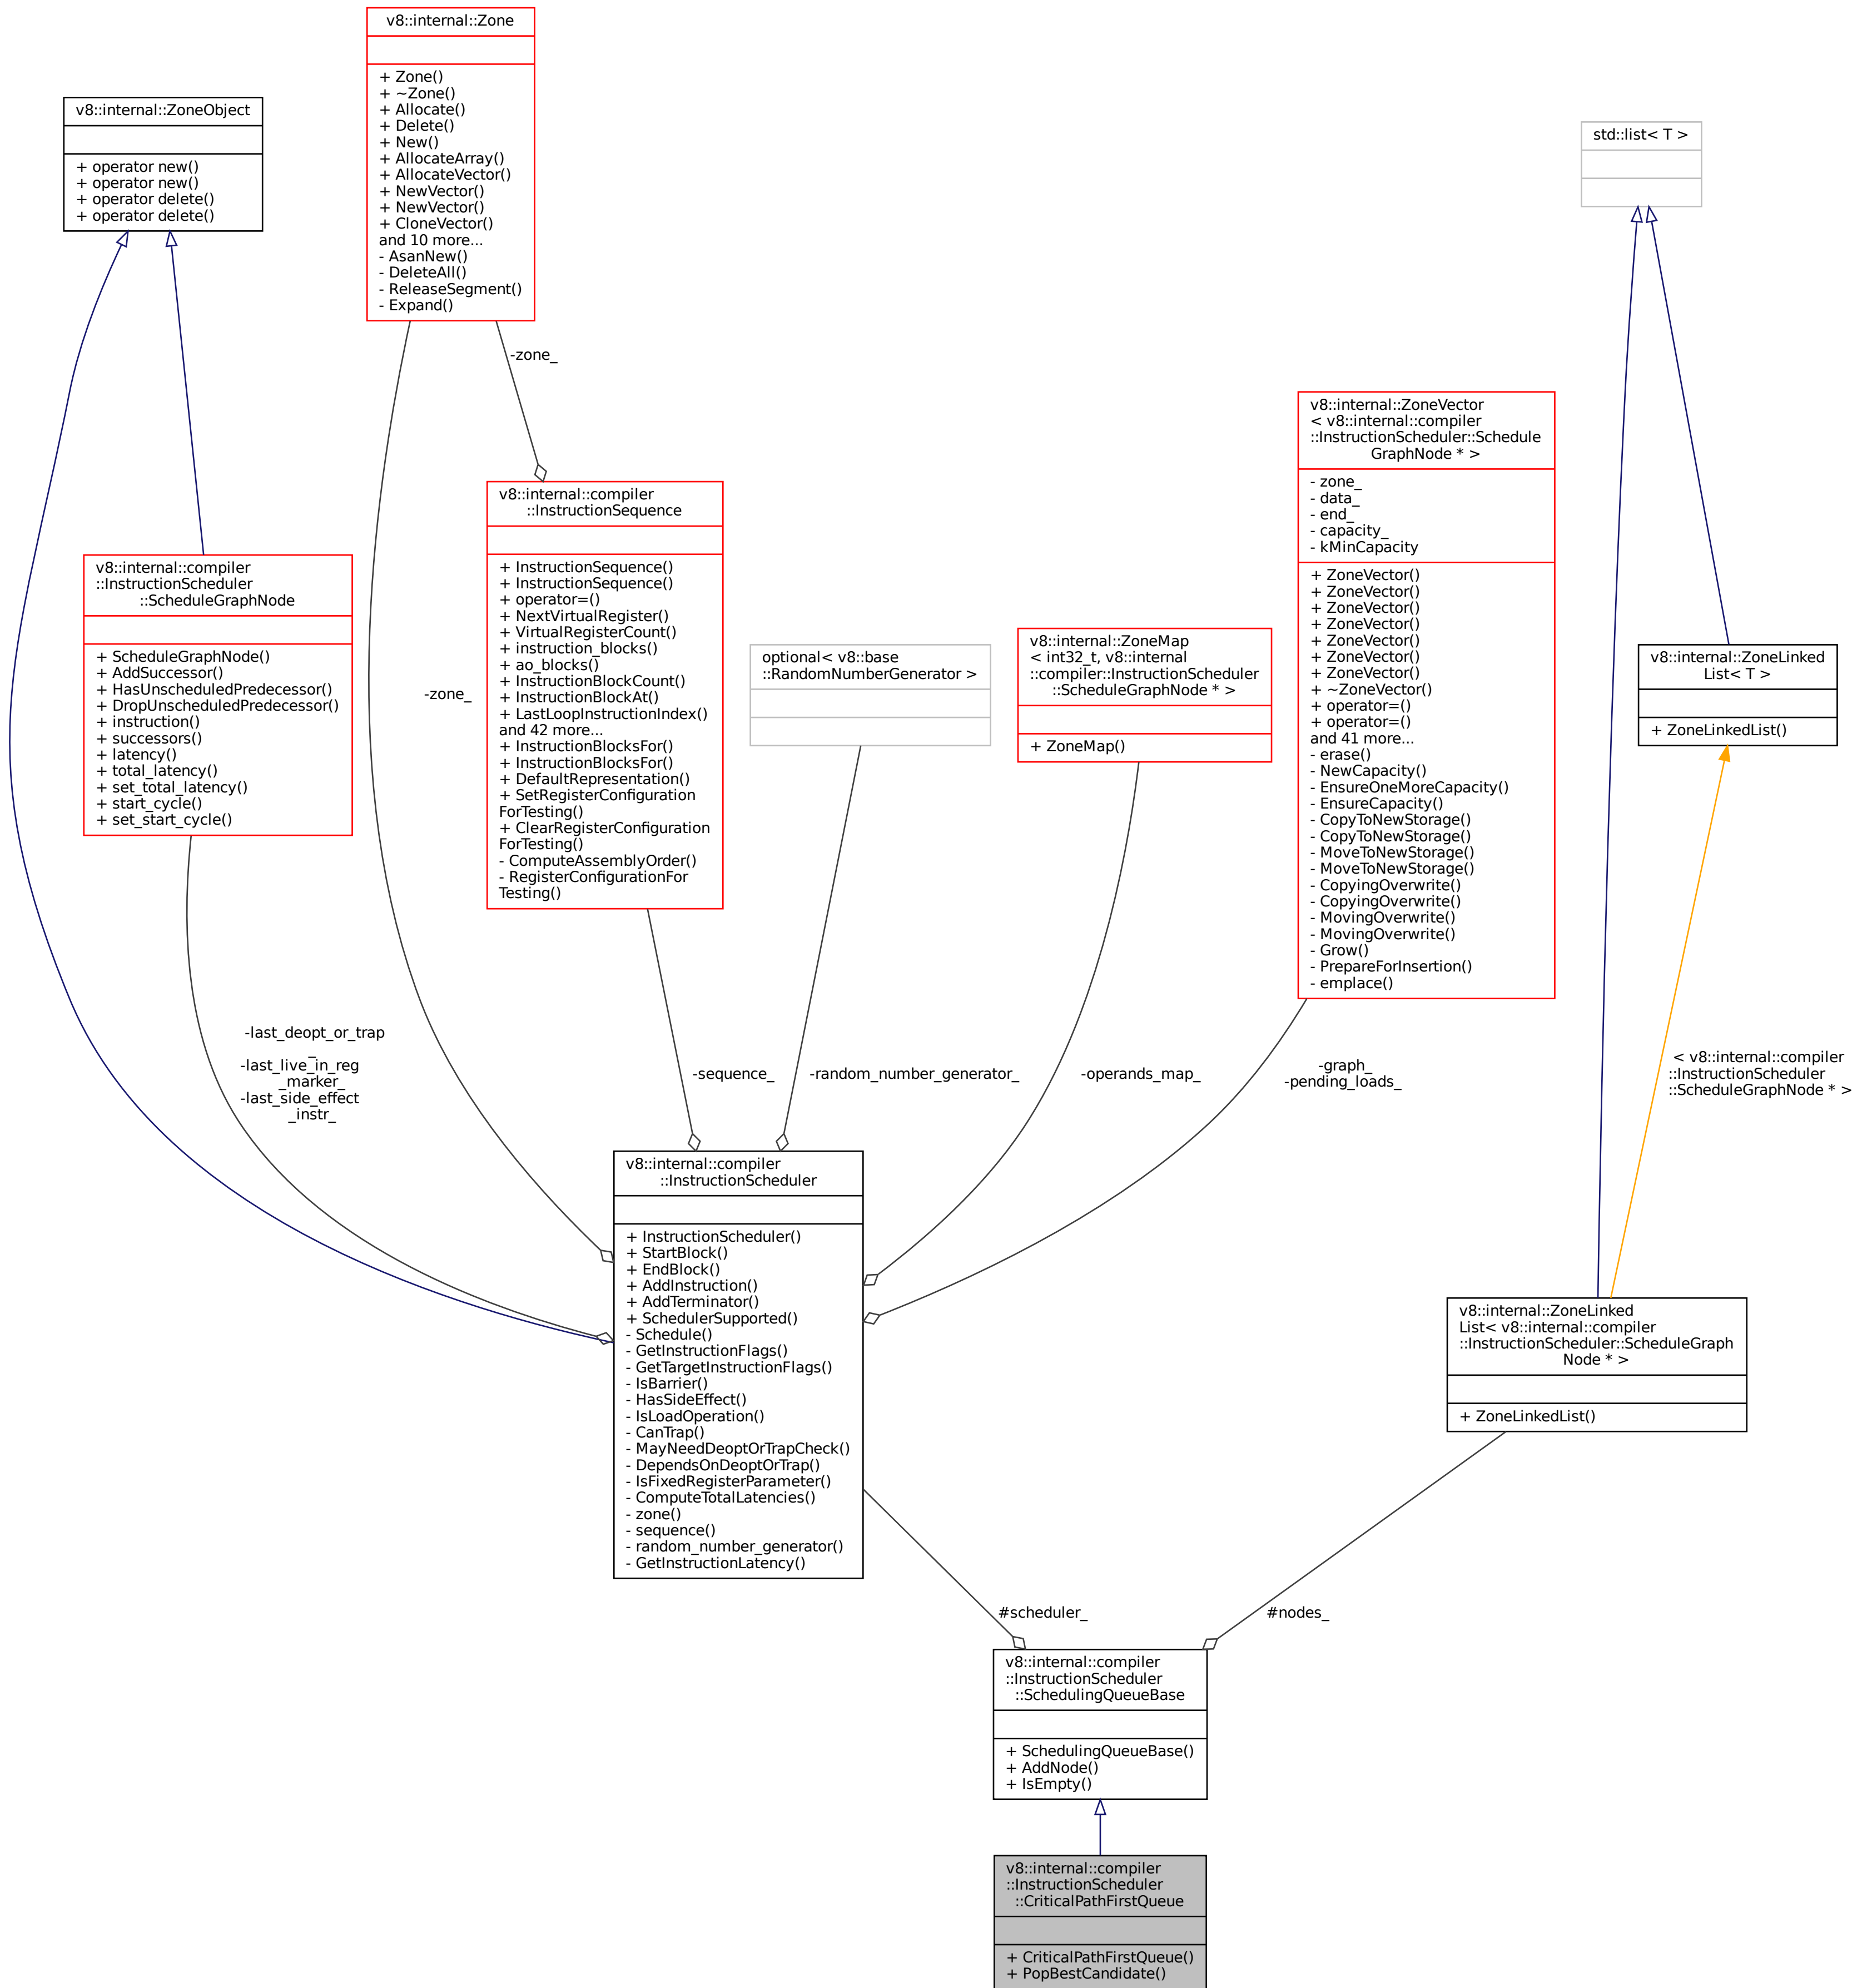 v8::internal::Zone
+ Zone()
+ ~Zone()
+ Allocate()
+ Delete()
+ New()
+ AllocateArray()
+ AllocateVector()
+ NewVector()
+ NewVector()
+ CloneVector()
and 10 more...
- AsanNew()
- DeleteAll()
- ReleaseSegment()
- Expand()
v8::internal::ZoneObject
+ operator new()
+ operator new()
+ operator delete()
+ operator delete()
std::list< T >
-zone_
v8::internal::ZoneVector
< v8::internal::compiler
::InstructionScheduler::Schedule
GraphNode * >
- zone_
- data_
- end_
- capacity_
- kMinCapacity
+ ZoneVector()
+ ZoneVector()
+ ZoneVector()
+ ZoneVector()
+ ZoneVector()
+ ZoneVector()
+ ZoneVector()
+ ~ZoneVector()
+ operator=()
+ operator=()
and 41 more...
- erase()
- NewCapacity()
- EnsureOneMoreCapacity()
- EnsureCapacity()
- CopyToNewStorage()
- CopyToNewStorage()
- MoveToNewStorage()
- MoveToNewStorage()
- CopyingOverwrite()
- CopyingOverwrite()
- MovingOverwrite()
- MovingOverwrite()
- Grow()
- PrepareForInsertion()
- emplace()
v8::internal::compiler
::InstructionSequence
+ InstructionSequence()
+ InstructionSequence()
+ operator=()
+ NextVirtualRegister()
+ VirtualRegisterCount()
+ instruction_blocks()
+ ao_blocks()
+ InstructionBlockCount()
+ InstructionBlockAt()
+ LastLoopInstructionIndex()
and 42 more...
+ InstructionBlocksFor()
+ InstructionBlocksFor()
+ DefaultRepresentation()
+ SetRegisterConfiguration
ForTesting()
+ ClearRegisterConfiguration
ForTesting()
- ComputeAssemblyOrder()
- RegisterConfigurationFor
Testing()
v8::internal::compiler
::InstructionScheduler
::ScheduleGraphNode
+ ScheduleGraphNode()
+ AddSuccessor()
+ HasUnscheduledPredecessor()
+ DropUnscheduledPredecessor()
+ instruction()
+ successors()
+ latency()
+ total_latency()
+ set_total_latency()
+ start_cycle()
+ set_start_cycle()
-zone_
optional< v8::base
::RandomNumberGenerator >
v8::internal::ZoneMap
< int32_t, v8::internal
::compiler::InstructionScheduler
::ScheduleGraphNode * >
+ ZoneMap()
v8::internal::ZoneLinked
List< T >
+ ZoneLinkedList()
-last_deopt_or_trap
_
-last_live_in_reg
_marker_
-last_side_effect
_instr_
-sequence_
-random_number_generator_
-operands_map_
-graph_
-pending_loads_
< v8::internal::compiler
::InstructionScheduler
::ScheduleGraphNode * >
v8::internal::compiler
::InstructionScheduler
+ InstructionScheduler()
+ StartBlock()
+ EndBlock()
+ AddInstruction()
+ AddTerminator()
+ SchedulerSupported()
- Schedule()
- GetInstructionFlags()
- GetTargetInstructionFlags()
- IsBarrier()
- HasSideEffect()
- IsLoadOperation()
- CanTrap()
- MayNeedDeoptOrTrapCheck()
- DependsOnDeoptOrTrap()
- IsFixedRegisterParameter()
- ComputeTotalLatencies()
- zone()
- sequence()
- random_number_generator()
- GetInstructionLatency()
v8::internal::ZoneLinked
List< v8::internal::compiler
::InstructionScheduler::ScheduleGraph
Node * >
+ ZoneLinkedList()
#scheduler_
#nodes_
v8::internal::compiler
::InstructionScheduler
::SchedulingQueueBase
+ SchedulingQueueBase()
+ AddNode()
+ IsEmpty()
v8::internal::compiler
::InstructionScheduler
::CriticalPathFirstQueue
+ CriticalPathFirstQueue()
+ PopBestCandidate()